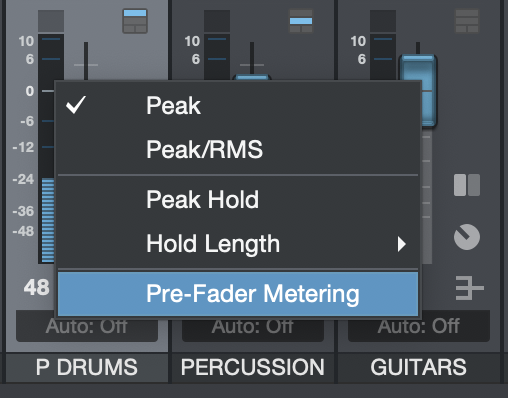 10 10 10
6 6 6
0
-6
-12
-24
-36
-48
✓ Peak
Peak/RMS
Peak Hold
Hold Length
Pre-Fader Metering
48
Auto: Off Auto: Off Auto: Off
P DRUMS PERCUSSION GUITARS